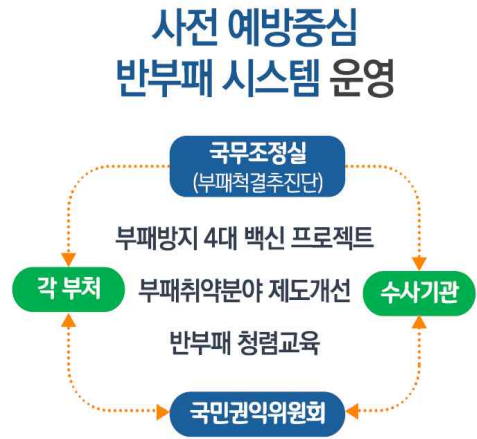 사전 예방중심
반부패 시스템 운영
국무조정실
(부패척결추진단)
부패방지 4대 백신 프로젝트
각 부처
부패취약분야 제도개선
수사기관
반부패 청렴교육
국민권익위원회